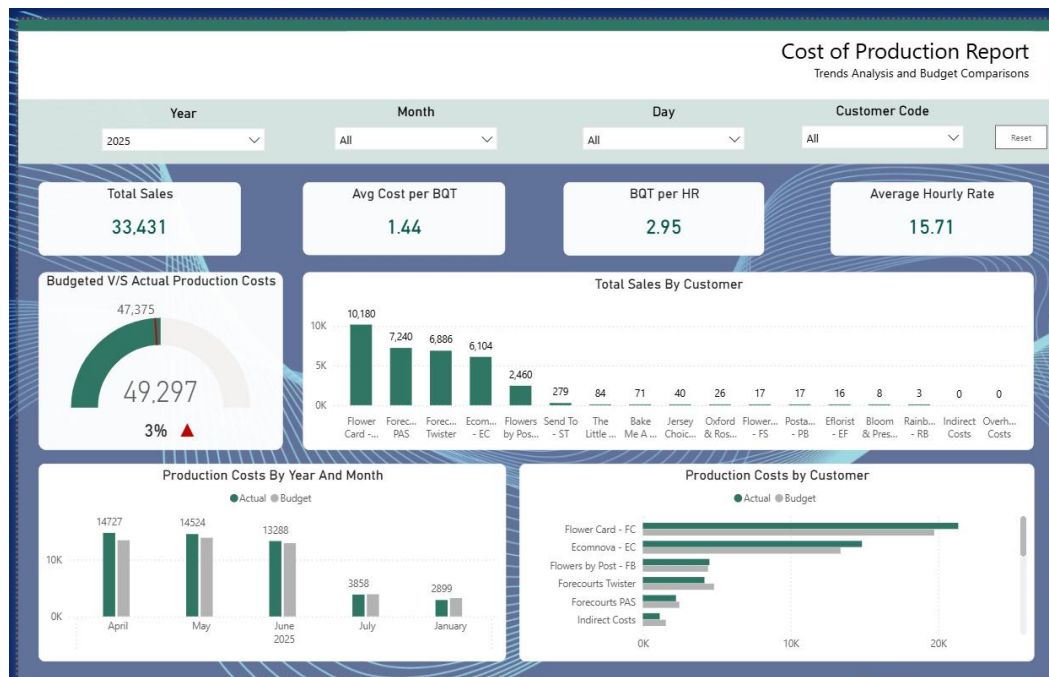 Cost of Production Report
Trends Analysis and Budget Comparisons
Year
Month
Day
Customer Code
2025
All
All
All
Reset
Total Sales
33,431
Avg Cost per BQT
1.44
BQT per HR
2.95
Average Hourly Rate
15.71
Budgeted V/S Actual Production Costs
47,375
49,297
3%
Total Sales By Customer
10K
5K
0K
10,180
7,240
6,886
6,104
2,460
279
84
71
40
26
17
17
16
8
3
0
0
Flower Card -...
Forec... PAS
Forec... Twister
Ecom... - EC
Flowers by Pos...
Send To - ST
The Little ...
Bake Me A ...
Jersey Choic...
Oxford & Ros...
Flower... - FS
Posta... - PB
Eflorist - EF
Bloom & Pres...
Rainb... - RB
Indirect Costs
Overh... Costs
Production Costs By Year And Month
Actual Budget
14727
14524
13288
3858
2899
10K
0K
April
May
June
July
January
2025
Production Costs by Customer
Actual Budget
Flower Card - FC
Ecomnova - EC
Flowers by Post - FB
Forecourts Twister
Forecourts PAS
Indirect Costs
0K
10K
20K